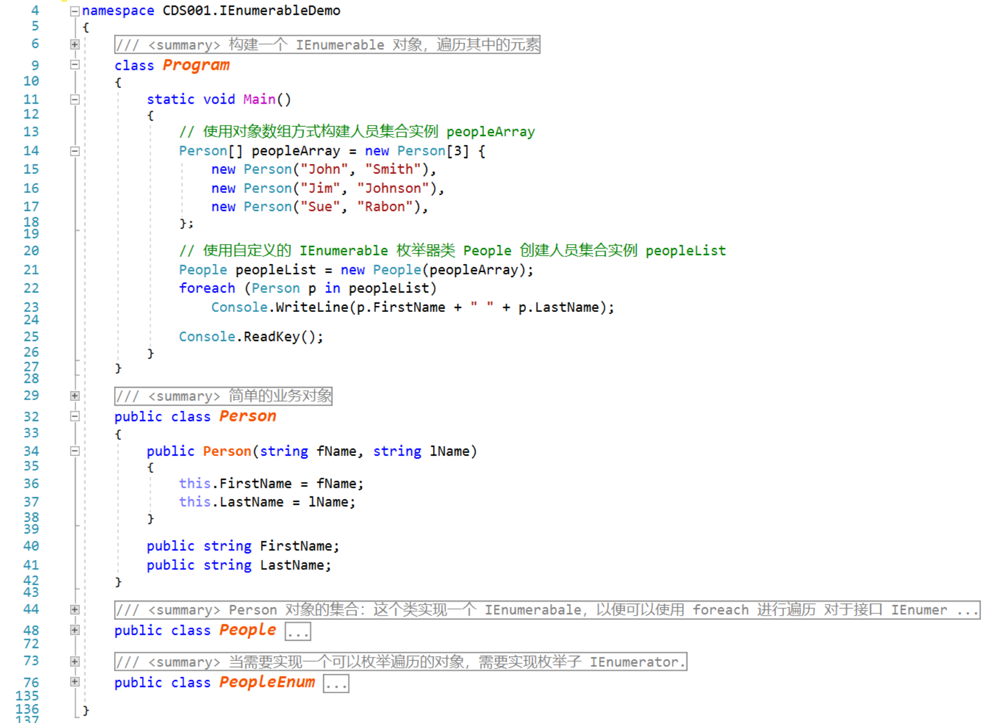 4 namespace CDS001.IEnumerableDemo
5 {
6 /// <summary> 构建一个 IEnumerable 对象，遍历其中的元素
9 class Program
10 {
11 static void Main()
12 {
13 // 使用对象数组方式构建人员集合实例 peopleArray
14 Person[] peopleArray = new Person[3] {
15 new Person("John", "Smith"),
16 new Person("Jim", "Johnson"),
17 new Person("Sue", "Rabon"),
18 };
19
20 // 使用自定义的 IEnumerable 枚举器类 People 创建人员集合实例 peopleList
21 People peopleList = new People(peopleArray);
22 foreach (Person p in peopleList)
23 Console.WriteLine(p.FirstName + " " + p.LastName);
24
25 Console.ReadKey();
26 }
27 }
28
29 /// <summary> 简单的业务对象
32 public class Person
33 {
34 public Person(string fName, string lName)
35 {
36 this.FirstName = fName;
37 this.LastName = lName;
38 }
39
40 public string FirstName;
41 public string LastName;
42 }
43
44 /// <summary> Person 对象的集合：这个类实现一个 IEnumerabale，以便可以使用 foreach 进行遍历 对于接口 IEnumer ...
48 public class People ...
72
73 /// <summary> 当需要实现一个可以枚举遍历的对象，需要实现枚举子 IEnumerator.
76 public class PeopleEnum ...
135
136 }
137